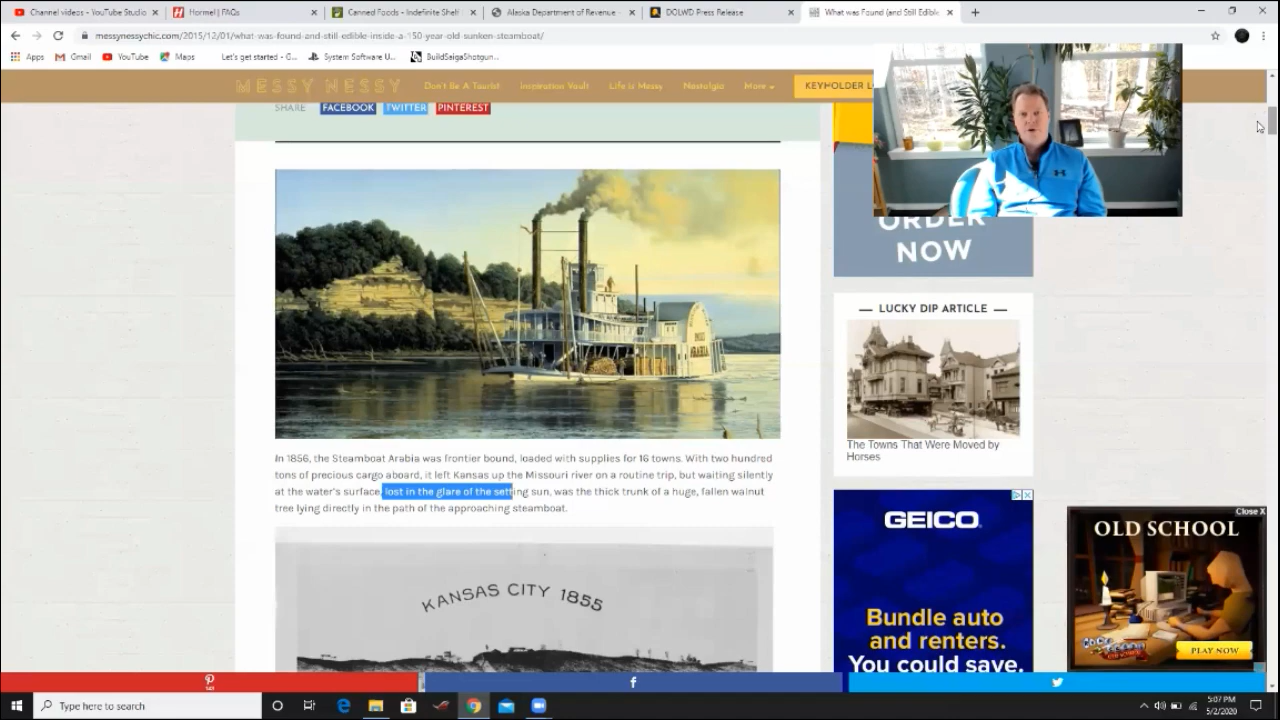 Channel videos - YouTube Studio
Hormel | FAQs
Canned Foods - Indefinite Shelf
Alaska Department of Revenue -
DOLWD Press Release
What was Found (and Still Edible
messynessychic.com/2015/12/01/what-was-found-and-still-edible-inside-a-150-year-old-sunken-steamboat/
Apps
Gmail
YouTube
Maps
Let's get started - G...
System Software U...
BuildSaigaShotgun...
MESSY NESSY
Don't Be A Tourist
Inspiration Vault
Life is Messy
Nostalgia
More
KEYHOLDER
SHARE
FACEBOOK
TWITTER
PINTEREST
ORDER
NOW
LUCKY DIP ARTICLE
ARABIA
The Towns That Were Moved by
Horses
In 1856, the Steamboat Arabia was frontier bound, loaded with supplies for 16 towns. With two hundred
tons of precious cargo aboard, it left Kansas up the Missouri river on a routine trip, but waiting silently
at the water's surface, lost in the glare of the setting sun, was the thick trunk of a huge, fallen walnut
tree lying directly in the path of the approaching steamboat.
KANSAS CITY 1855
GEICO
Bundle auto
and renters.
You could save.
Close X
OLD SCHOOL
PLAY NOW
Type here to search
5:07 PM
5/2/2020